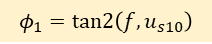 ϕ₁ = tan2(f, uₛ₁₀)